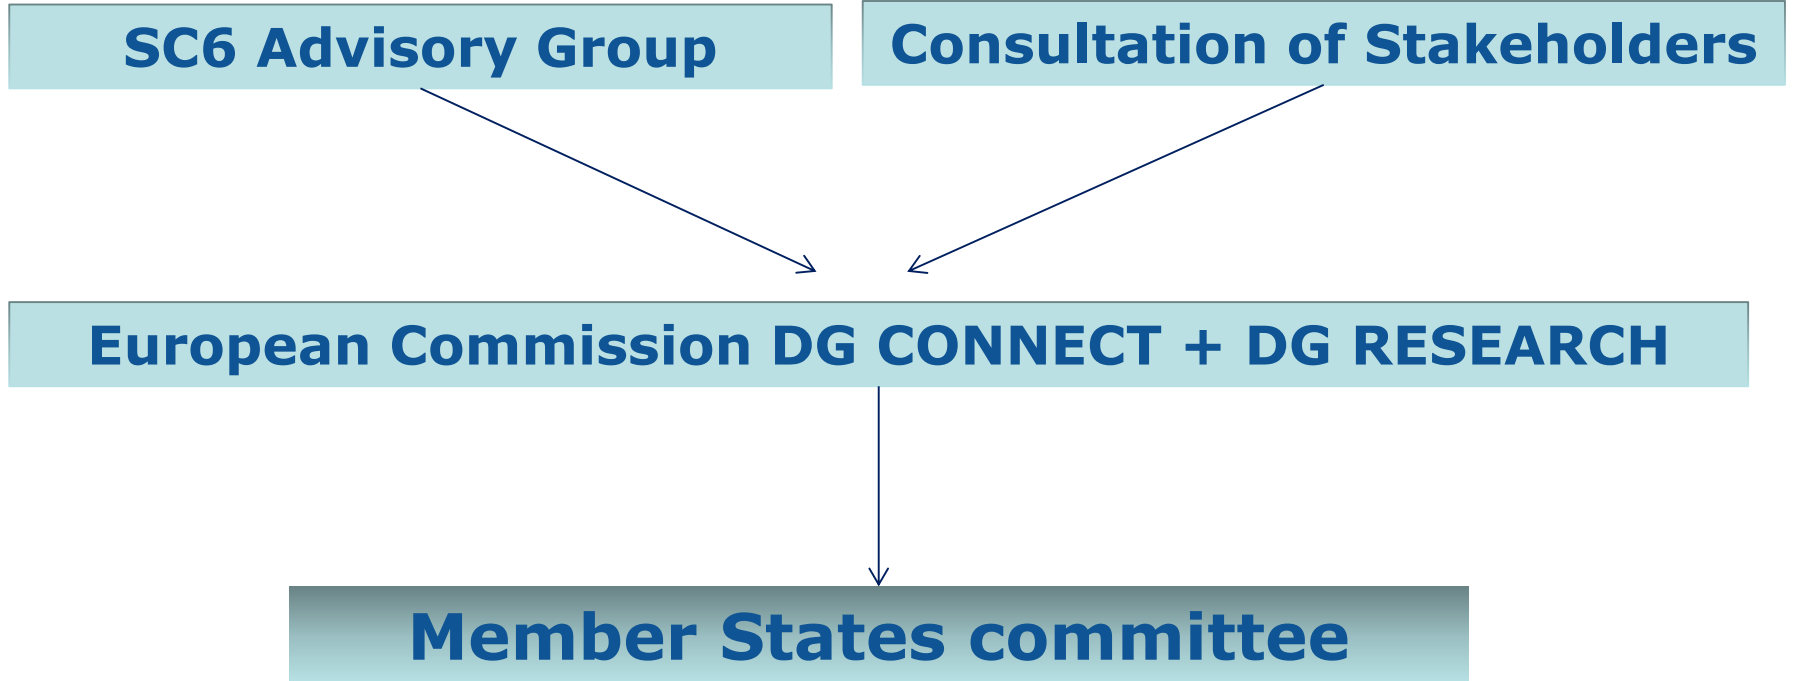 SC6 Advisory Group
Consultation of Stakeholders
European Commission DG CONNECT + DG RESEARCH
Member States committee